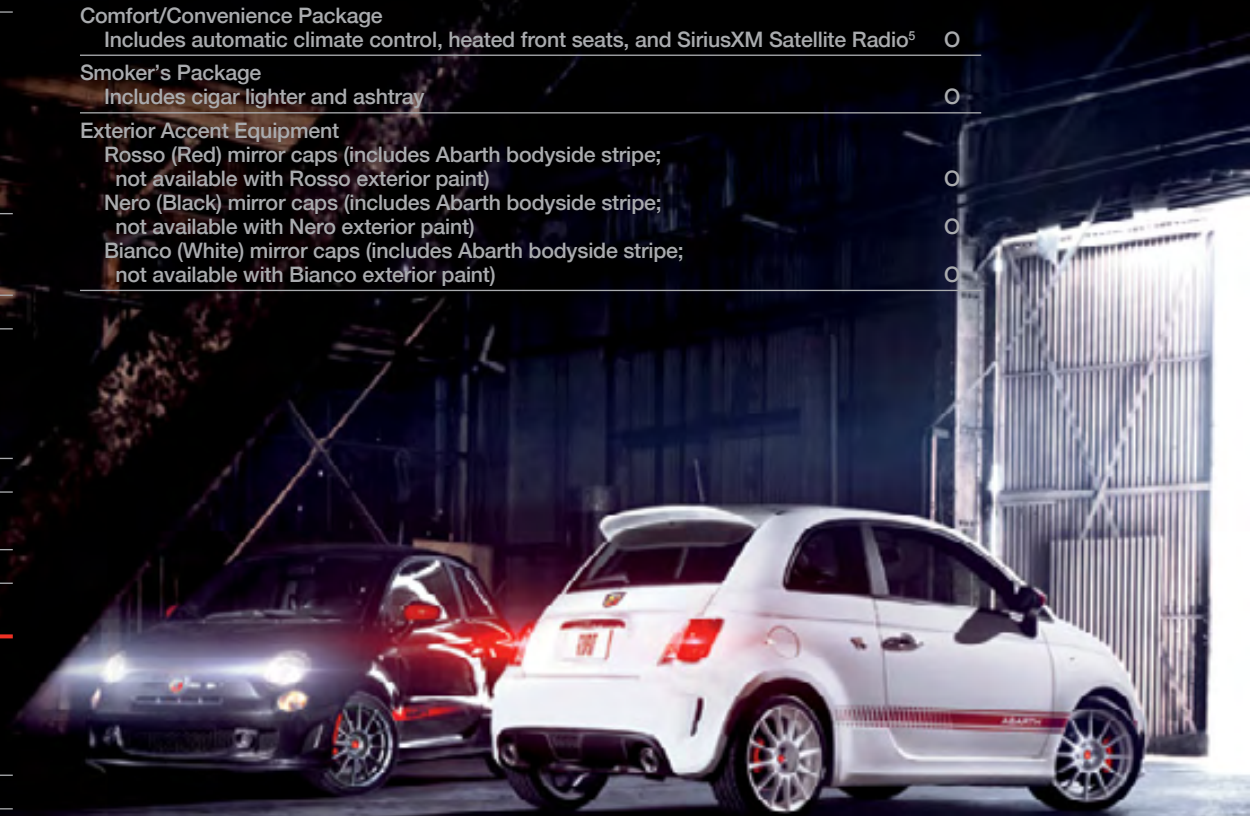 Comfort/Convenience Package
Includes automatic climate control, heated front seats, and SiriusXM Satellite Radio⁵ O
Smoker's Package
Includes cigar lighter and ashtray O
Exterior Accent Equipment
Rosso (Red) mirror caps (includes Abarth bodyside stripe;
not available with Rosso exterior paint) O
Nero (Black) mirror caps (includes Abarth bodyside stripe;
not available with Nero exterior paint) O
Bianco (White) mirror caps (includes Abarth bodyside stripe;
not available with Bianco exterior paint) O
ABARTH